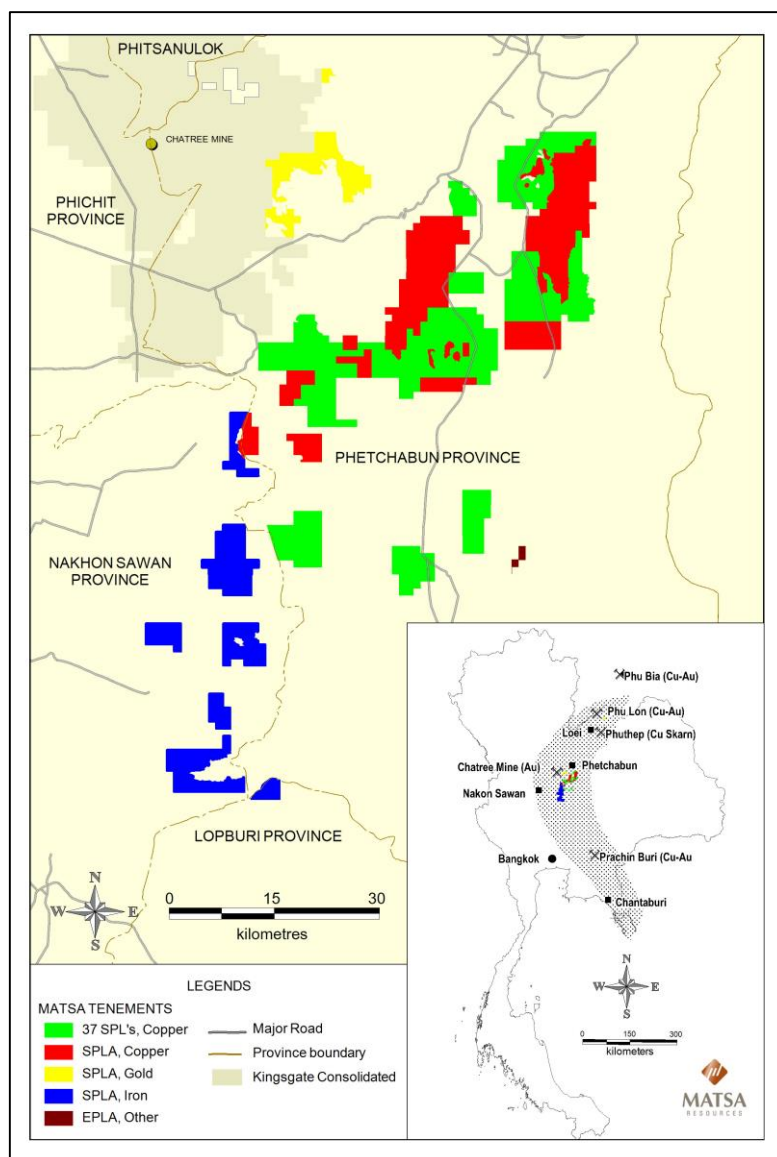 PHITSANULOK
CHATREE MINE
PHICHIT
PROVINCE
PHETCHABUN PROVINCE
NAKHON SAWAN
PROVINCE
LOPBURI PROVINCE
N
W E
S
0 15 30
kilometres
Phu Bia (Cu-Au)
Phu Lon (Cu-Au)
Loei
Phuthep (Cu Skarn)
Chatree Mine (Au)
Phetchabun
Nakon Sawan
Prachin Buri (Cu-Au
Bangkok
Chantaburi
N
W E
S
0 150 300
kilometers
MATSA
RESOURCES
LEGENDS
MATSA TENEMENTS
37 SPL's, Copper
SPLA, Copper
SPLA, Gold
SPLA, Iron
EPLA, Other
Major Road
Province boundary
Kingsgate Consolidated